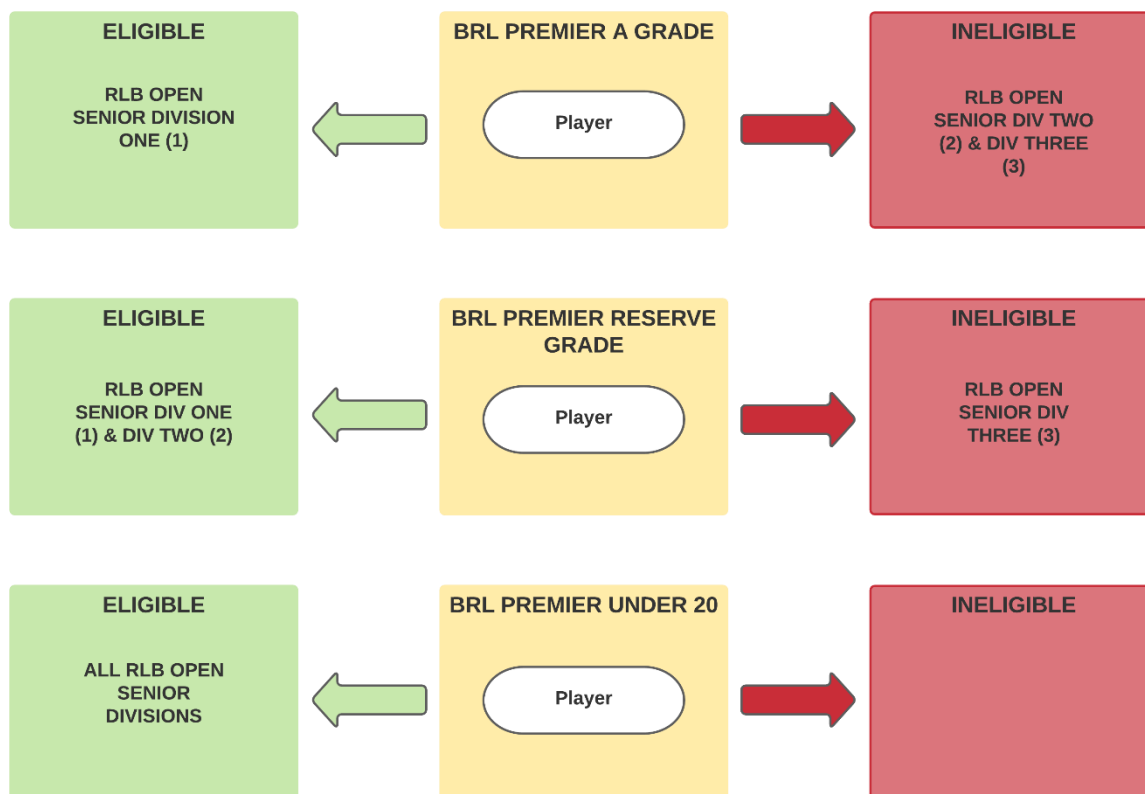 ELIGIBLE
RLB OPEN
SENIOR DIVISION
ONE (1)
BRL PREMIER A GRADE
Player
INELIGIBLE
RLB OPEN
SENIOR DIV TWO
(2) & DIV THREE
(3)
ELIGIBLE
RLB OPEN
SENIOR DIV ONE
(1) & DIV TWO (2)
BRL PREMIER RESERVE
GRADE
Player
INELIGIBLE
RLB OPEN
SENIOR DIV
THREE (3)
ELIGIBLE
ALL RLB OPEN
SENIOR
DIVISIONS
BRL PREMIER UNDER 20
Player
INELIGIBLE